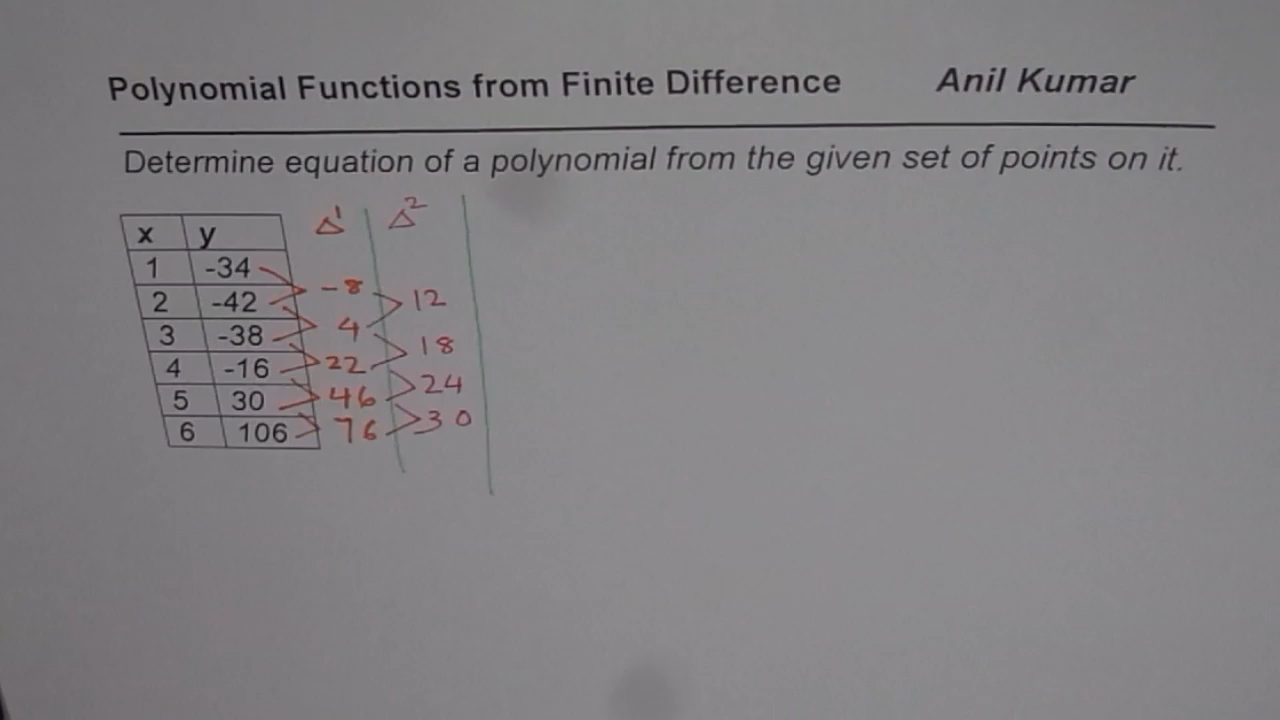 Polynomial Functions from Finite Difference Anil Kumar
Determine equation of a polynomial from the given set of points on it.
x y Δ¹ Δ²
1 -34
-8
2 -42 12
3 -38 4
18
4 -16 22
24
5 30 46
30
6 106 76